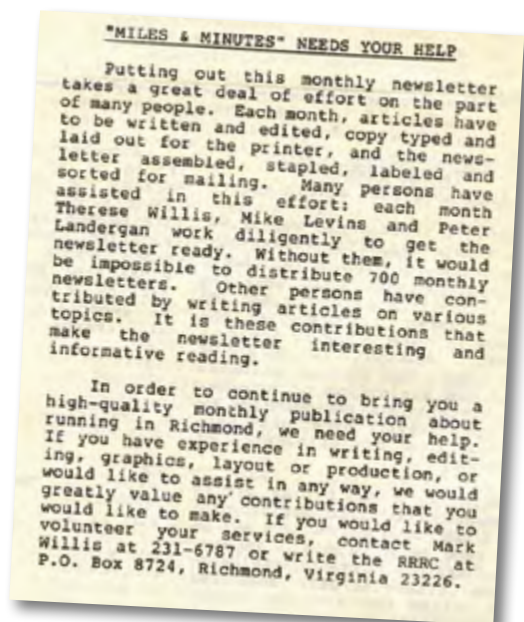 "MILES & MINUTES" NEEDS YOUR HELP
Putting out this monthly newsletter
takes a great deal of effort on the part
of many people. Each month, articles have
to be written and edited, copy typed and
laid out for the printer, and the news-
letter assembled, stapled, labeled and
sorted for mailing. Many persons have
assisted in this effort: each month
Therese Willis, Mike Levins and Peter
Landergan work diligently to get the
newsletter ready. Without them, it would
be impossible to distribute 700 monthly
newsletters. Other persons have con-
tributed by writing articles on various
topics. It is these contributions that
make the newsletter interesting and
informative reading.
In order to continue to bring you a
high-quality monthly publication about
running in Richmond, we need your help.
If you have experience in writing, edit-
ing, graphics, layout or production, or
would like to assist in any way, we would
greatly value any contributions that you
would like to make. If you would like to
volunteer your services, contact Mark
Willis at 231-6787 or write the RRRC at
P.O. Box 8724, Richmond, Virginia 23226.